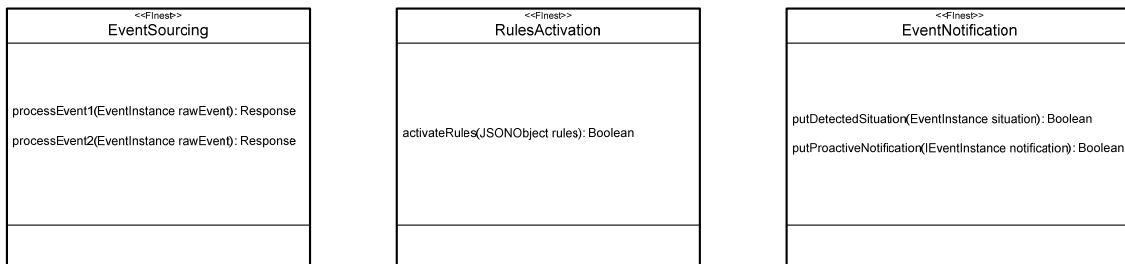 <<FInest>>
EventSourcing
processEvent1(EventInstance rawEvent): Response
processEvent2(EventInstance rawEvent): Response
<<FInest>>
RulesActivation
activateRules(JSONObject rules): Boolean
<<FInest>>
EventNotification
putDetectedSituation(EventInstance situation): Boolean
putProactiveNotification(IEventInstance notification): Boolean